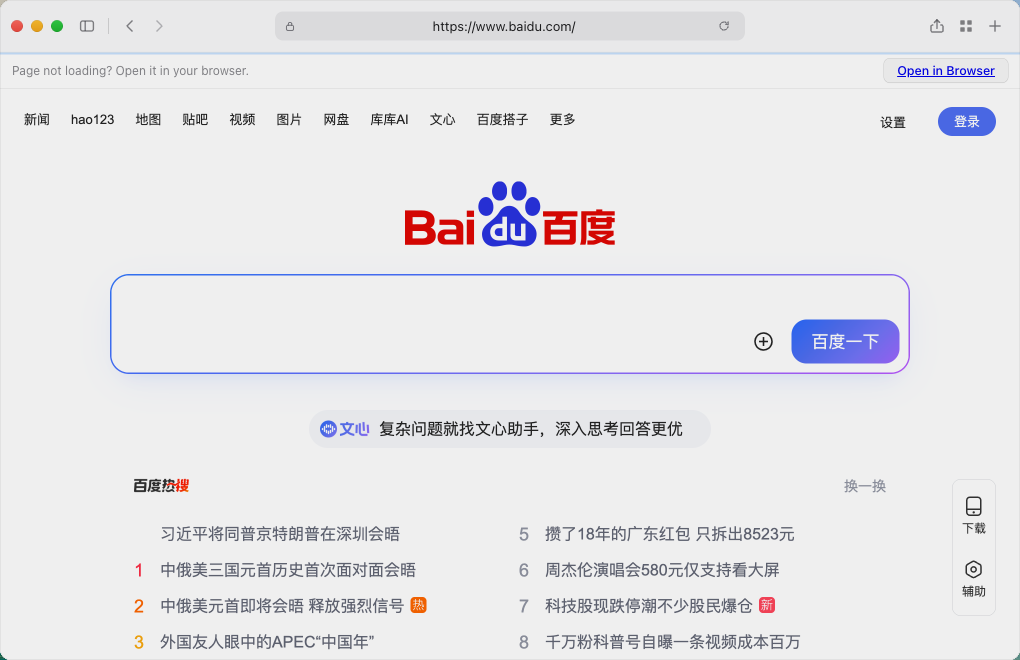 https://www.baidu.com/
Page not loading? Open it in your browser.
Open in Browser
新闻 hao123 地图 贴吧 视频 图片 网盘 库库AI 文心 百度搭子 更多
设置
登录
Bai du 百度
百度一下
文心 复杂问题就找文心助手，深入思考回答更优
百度热搜
换一换
习近平将同普京特朗普在深圳会晤
1 中俄美三国元首历史首次面对面会晤
2 中俄美元首即将会晤 释放强烈信号 热
3 外国友人眼中的APEC“中国年”
5 攒了18年的广东红包 只拆出8523元
6 周杰伦演唱会580元仅支持看大屏
7 科技股现跌停潮不少股民爆仓 新
8 千万粉科普号自曝一条视频成本百万
下载
辅助